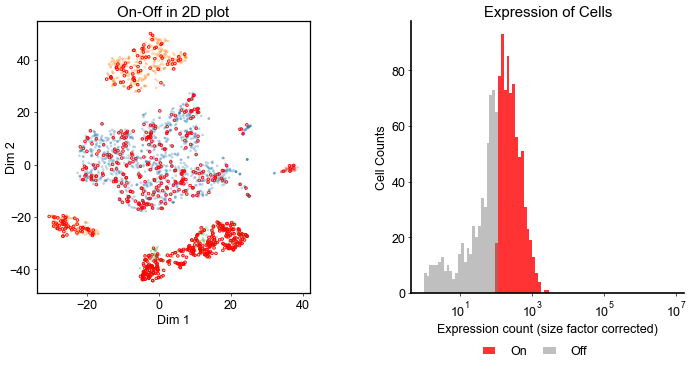 On-Off in 2D plot
40
20
0
−20
−40
−20
0
20
40
Dim 2
Dim 1
Expression of Cells
80
60
40
20
0
Cell Counts
10^1
10^3
10^5
10^7
Expression count (size factor corrected)
On
Off